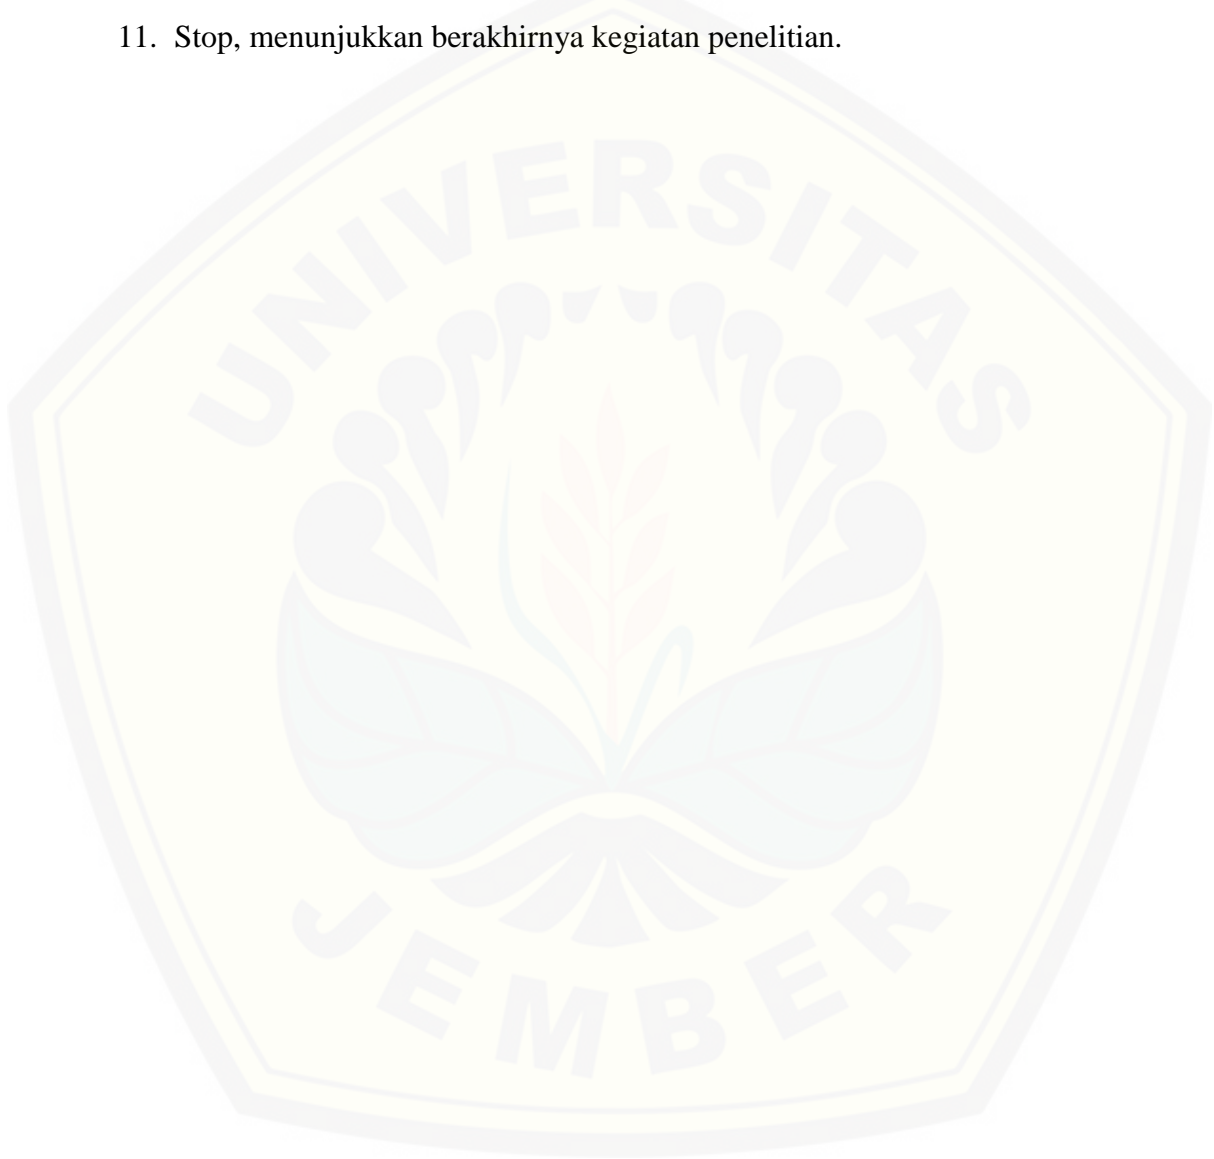 11. Stop, menunjukkan berakhirnya kegiatan penelitian.
UNIVERSITAS
JEMBER